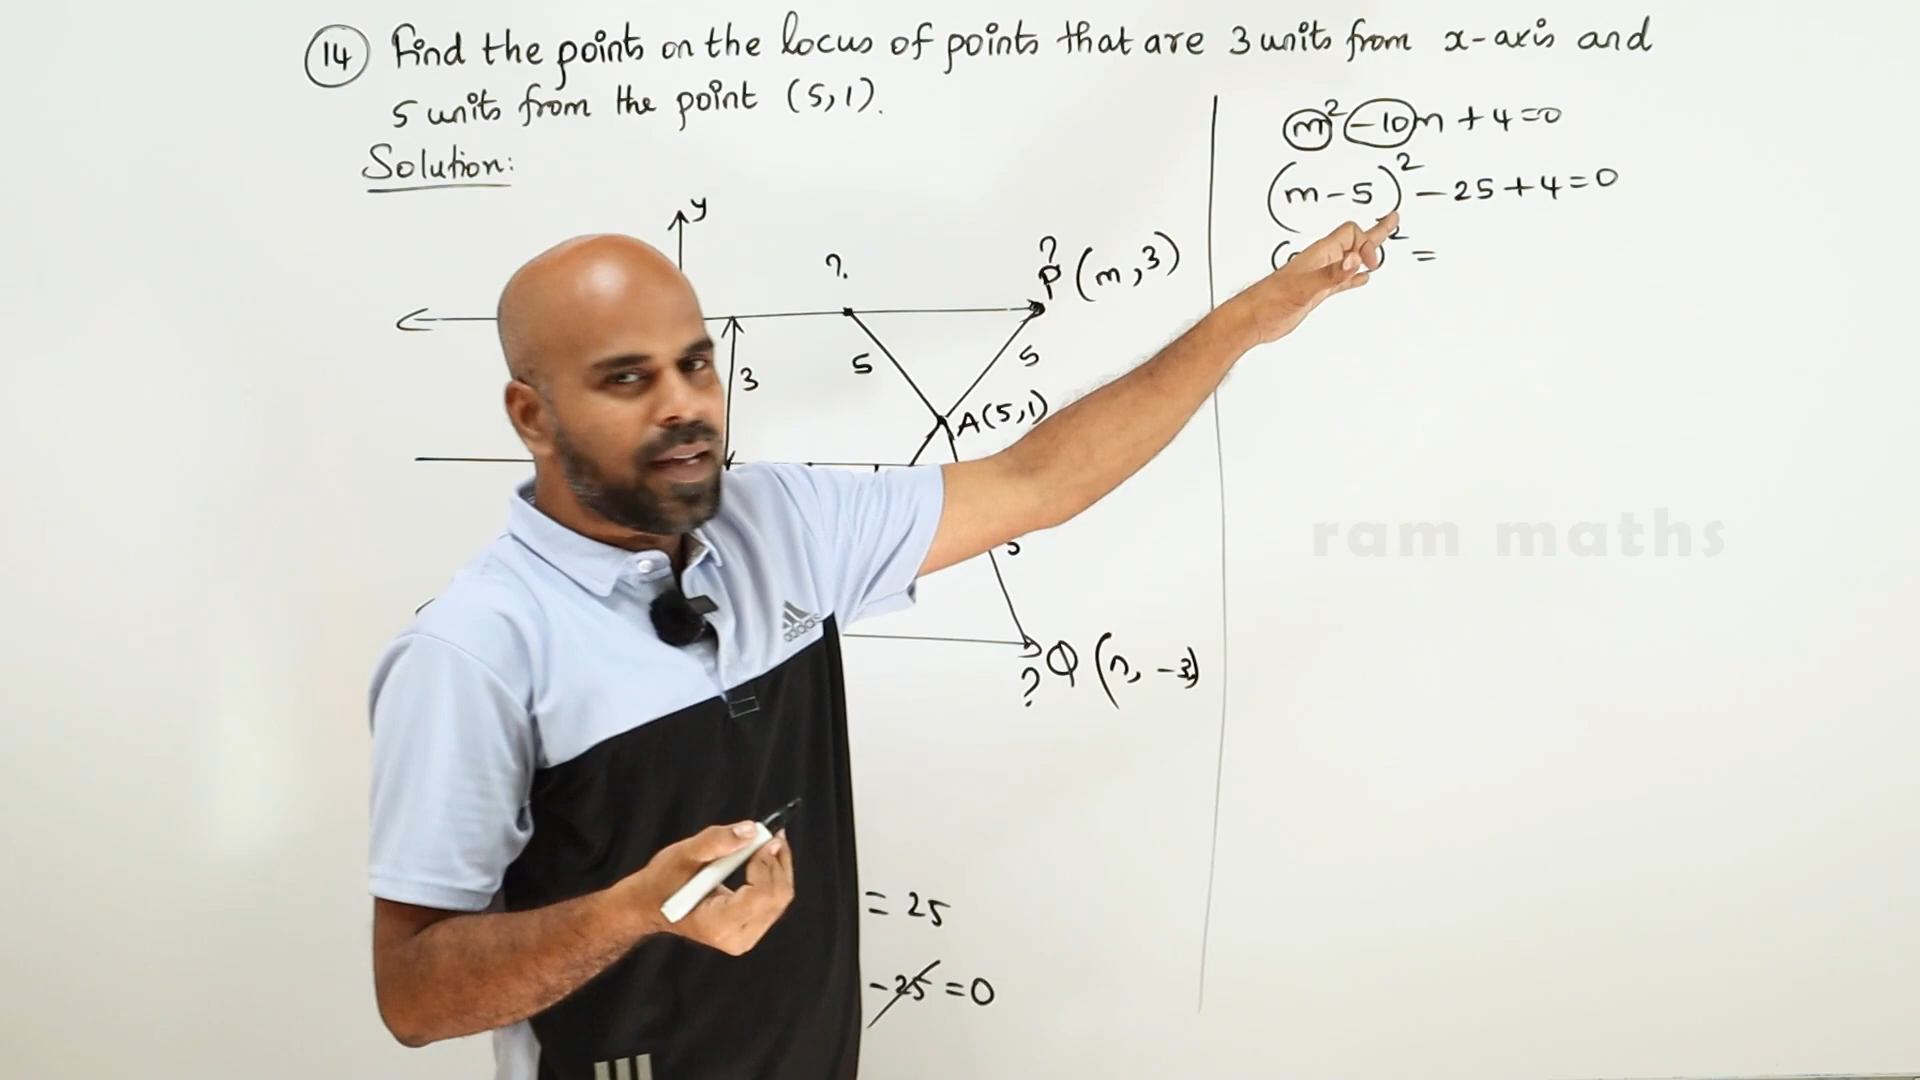 14 Find the points on the locus of points that are 3 units from x-axis and
5 units from the point (5,1).
Solution:
y
?
?
P (m, 3)
5
5
3
A(5,1)
5
Q (n, -3)
?
= 25
-25 = 0
m² -10m + 4 = 0
(m-5)² - 25 + 4 = 0
)² =
ram maths
adidas